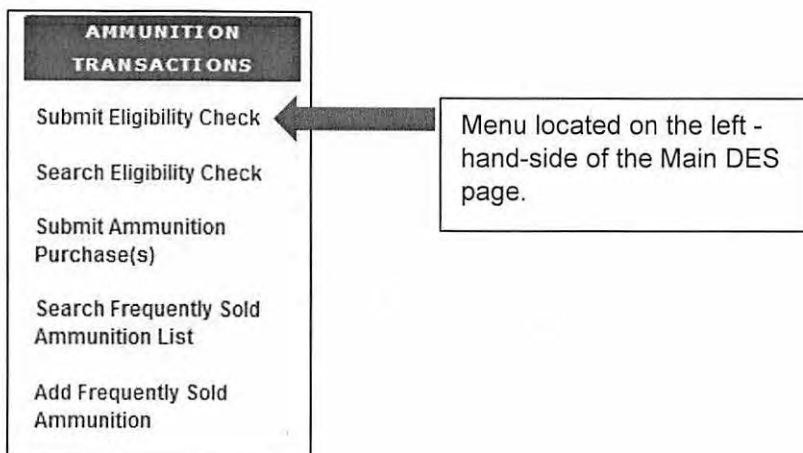 AMMUNITION
TRANSACTIONS
Submit Eligibility Check
Search Eligibility Check
Submit Ammunition
Purchase(s)
Search Frequently Sold
Ammunition List
Add Frequently Sold
Ammunition
Menu located on the left -
hand-side of the Main DES
page.